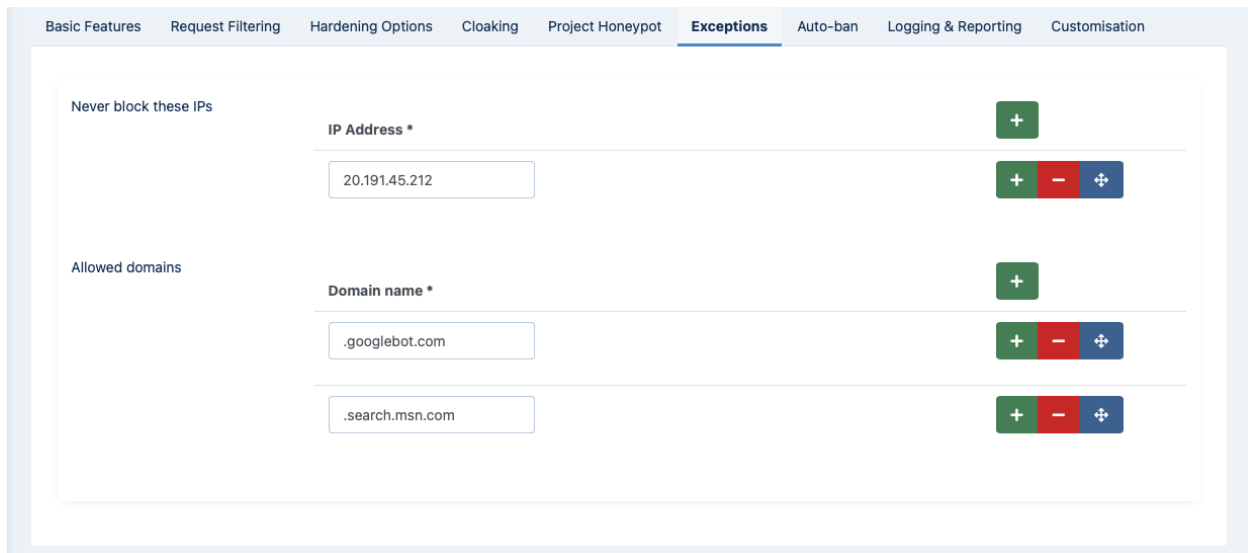 Basic Features Request Filtering Hardening Options Cloaking Project Honeypot Exceptions Auto-ban Logging & Reporting Customisation
Never block these IPs
IP Address *
20.191.45.212
Allowed domains
Domain name *
.googlebot.com
.search.msn.com